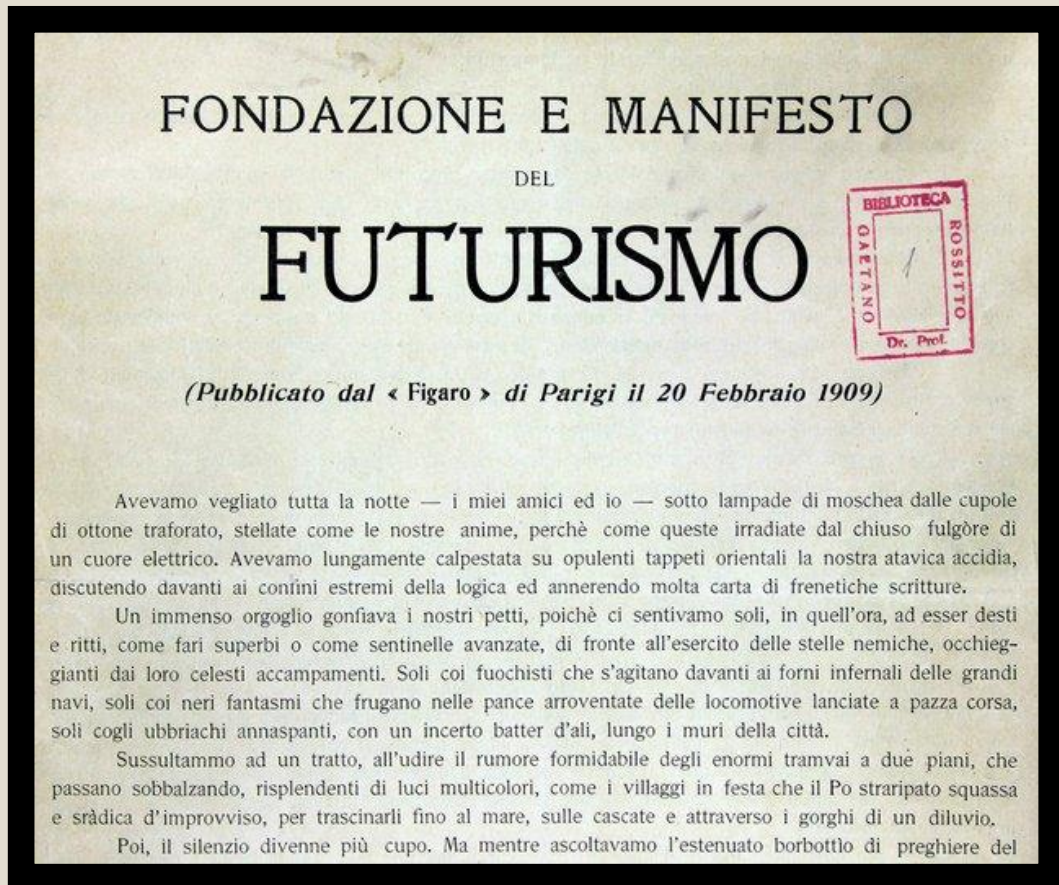 FONDAZIONE E MANIFESTO
DEL
FUTURISMO
BIBLIOTECA
GAETANO
1
ROSSITTO
Dr. Prof.
(Pubblicato dal « Figaro » di Parigi il 20 Febbraio 1909)
Avevamo vegliato tutta la notte — i miei amici ed io — sotto lampade di moschea dalle cupole
di ottone traforato, stellate come le nostre anime, perchè come queste irradiate dal chiuso fulgòre di
un cuore elettrico. Avevamo lungamente calpestata su opulenti tappeti orientali la nostra atavica accidia,
discutendo davanti ai confini estremi della logica ed annerendo molta carta di frenetiche scritture.
Un immenso orgoglio gonfiava i nostri petti, poichè ci sentivamo soli, in quell'ora, ad esser desti
e ritti, come fari superbi o come sentinelle avanzate, di fronte all'esercito delle stelle nemiche, occhieg-
gianti dai loro celesti accampamenti. Soli coi fuochisti che s'agitano davanti ai forni infernali delle grandi
navi, soli coi neri fantasmi che frugano nelle pance arroventate delle locomotive lanciate a pazza corsa,
soli cogli ubbriachi annaspanti, con un incerto batter d'ali, lungo i muri della città.
Sussultammo ad un tratto, all'udire il rumore formidabile degli enormi tramvai a due piani, che
passano sobbalzando, risplendenti di luci multicolori, come i villaggi in festa che il Po straripato squassa
e sràdica d'improvviso, per trascinarli fino al mare, sulle cascate e attraverso i gorghi di un diluvio.
Poi, il silenzio divenne più cupo. Ma mentre ascoltavamo l'estenuato borbottìo di preghiere del